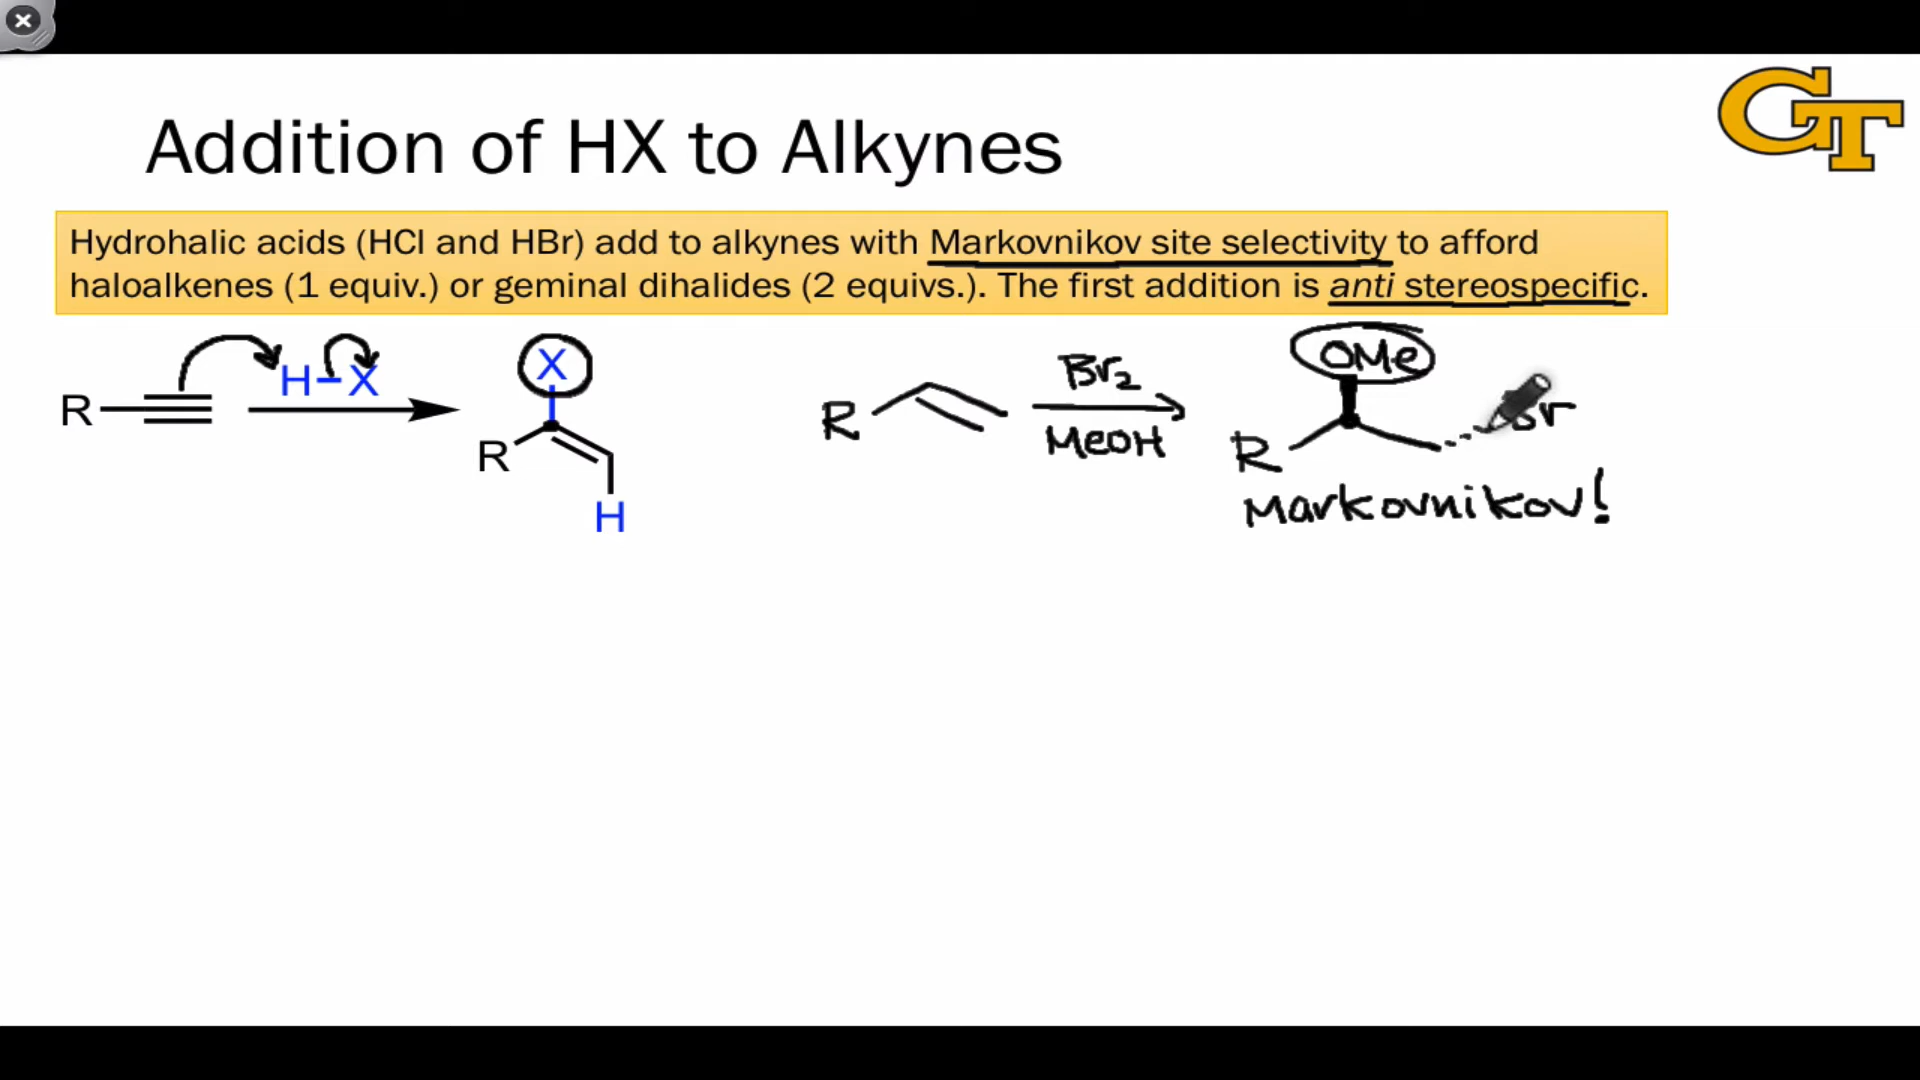 GT
Addition of HX to Alkynes
Hydrohalic acids (HCl and HBr) add to alkynes with Markovnikov site selectivity to afford
haloalkenes (1 equiv.) or geminal dihalides (2 equivs.). The first addition is anti stereospecific.
R
H–X
X
R
H
R
Br2
MeOH
OMe
R
Br
Markovnikov!